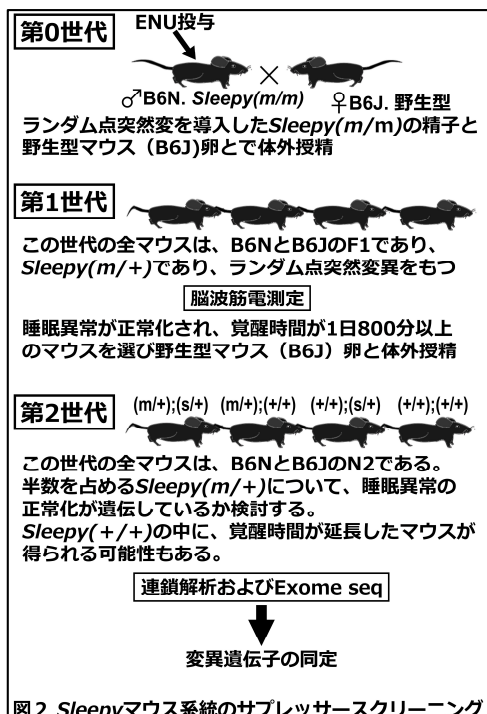 第0世代
ENU投与
×
♂B6N. Sleepy(m/m) ♀B6J. 野生型
ランダム点突然変を導入したSleepy(m/m)の精子と
野生型マウス（B6J)卵とで体外授精
第1世代
この世代の全マウスは、B6NとB6JのF1であり、
Sleepy(m/+)であり、ランダム点突然変異をもつ
脳波筋電測定
睡眠異常が正常化され、覚醒時間が1日800分以上
のマウスを選び野生型マウス（B6J）卵と体外授精
第2世代
(m/+);(s/+) (m/+);(+/+) (+/+);(s/+) (+/+);(+/+)
この世代の全マウスは、B6NとB6JのN2である。
半数を占めるSleepy(m/+)について、睡眠異常の
正常化が遺伝しているか検討する。
Sleepy(+/+)の中に、覚醒時間が延長したマウスが
得られる可能性もある。
連鎖解析およびExome seq
変異遺伝子の同定
図２ Sleepyマウス系統のサプレッサースクリーニング